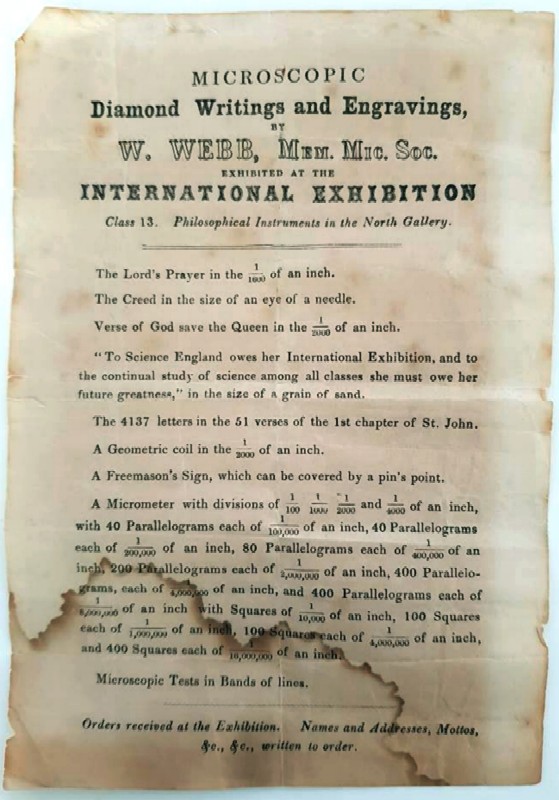 MICROSCOPIC
Diamond Writings and Engravings,
BY
W. WEBB, MEM. MIC. SOC.
EXHIBITED AT THE
INTERNATIONAL EXHIBITION
Class 13. Philosophical Instruments in the North Gallery.
The Lord's Prayer in the 1/1600 of an inch.
The Creed in the size of an eye of a needle.
Verse of God save the Queen in the 1/2000 of an inch.
"To Science England owes her International Exhibition, and to
the continual study of science among all classes she must owe her
future greatness," in the size of a grain of sand.
The 4137 letters in the 51 verses of the 1st chapter of St. John.
A Geometric coil in the 1/2000 of an inch.
A Freemason's Sign, which can be covered by a pin's point.
A Micrometer with divisions of 1/100 1/1000 1/2000 and 1/4000 of an inch,
with 40 Parallelograms each of 1/100,000 of an inch, 40 Parallelograms
each of 1/200,000 of an inch, 80 Parallelograms each of 1/400,000 of an
inch, 200 Parallelograms each of 1/2,000,000 of an inch, 400 Parallelo-
grams, each of 1/4,000,000 of an inch, and 400 Parallelograms each of
1/8,000,000 of an inch with Squares of 1/10,000 of an inch, 100 Squares
each of 1/1,000,000 of an inch, 100 Squares each of 1/4,000,000 of an inch,
and 400 Squares each of 1/16,000,000 of an inch.
Microscopic Tests in Bands of lines.
Orders received at the Exhibition. Names and Addresses, Mottos,
&c., &c., written to order.